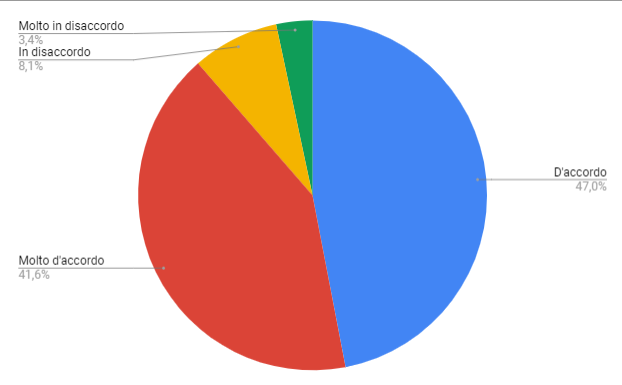 Molto in disaccordo
3,4%
In disaccordo
8,1%
D'accordo
47,0%
Molto d'accordo
41,6%